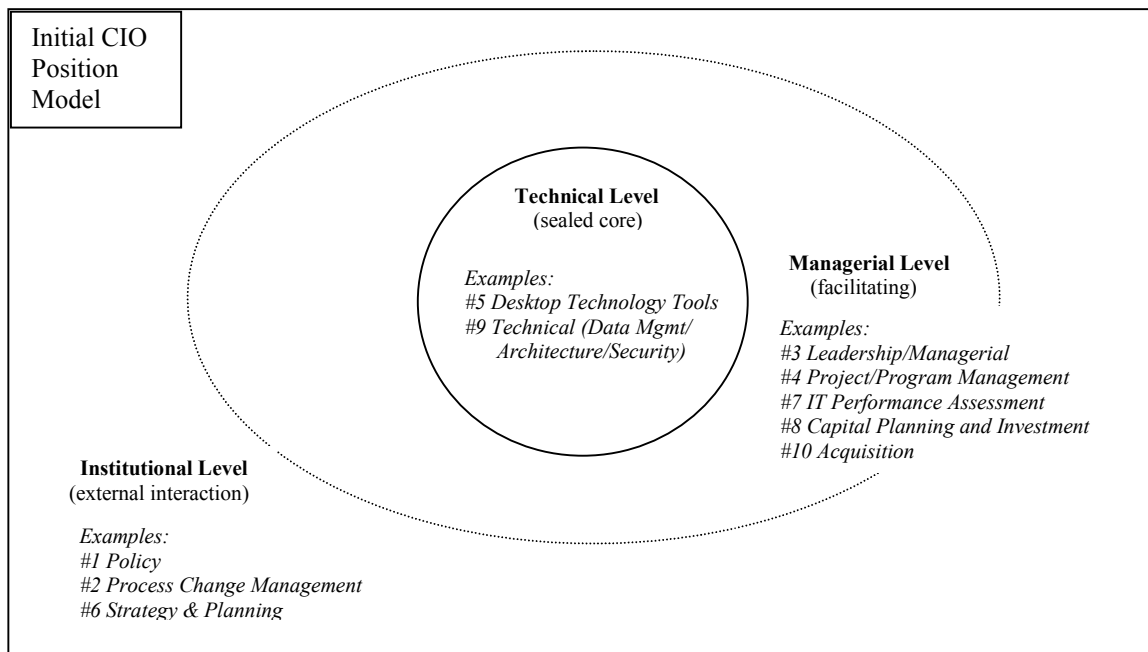 Initial CIO
Position
Model
Technical Level
(sealed core)
Examples:
#5 Desktop Technology Tools
#9 Technical (Data Mgmt/
Architecture/Security)
Managerial Level
(facilitating)
Examples:
#3 Leadership/Managerial
#4 Project/Program Management
#7 IT Performance Assessment
#8 Capital Planning and Investment
#10 Acquisition
Institutional Level
(external interaction)
Examples:
#1 Policy
#2 Process Change Management
#6 Strategy & Planning